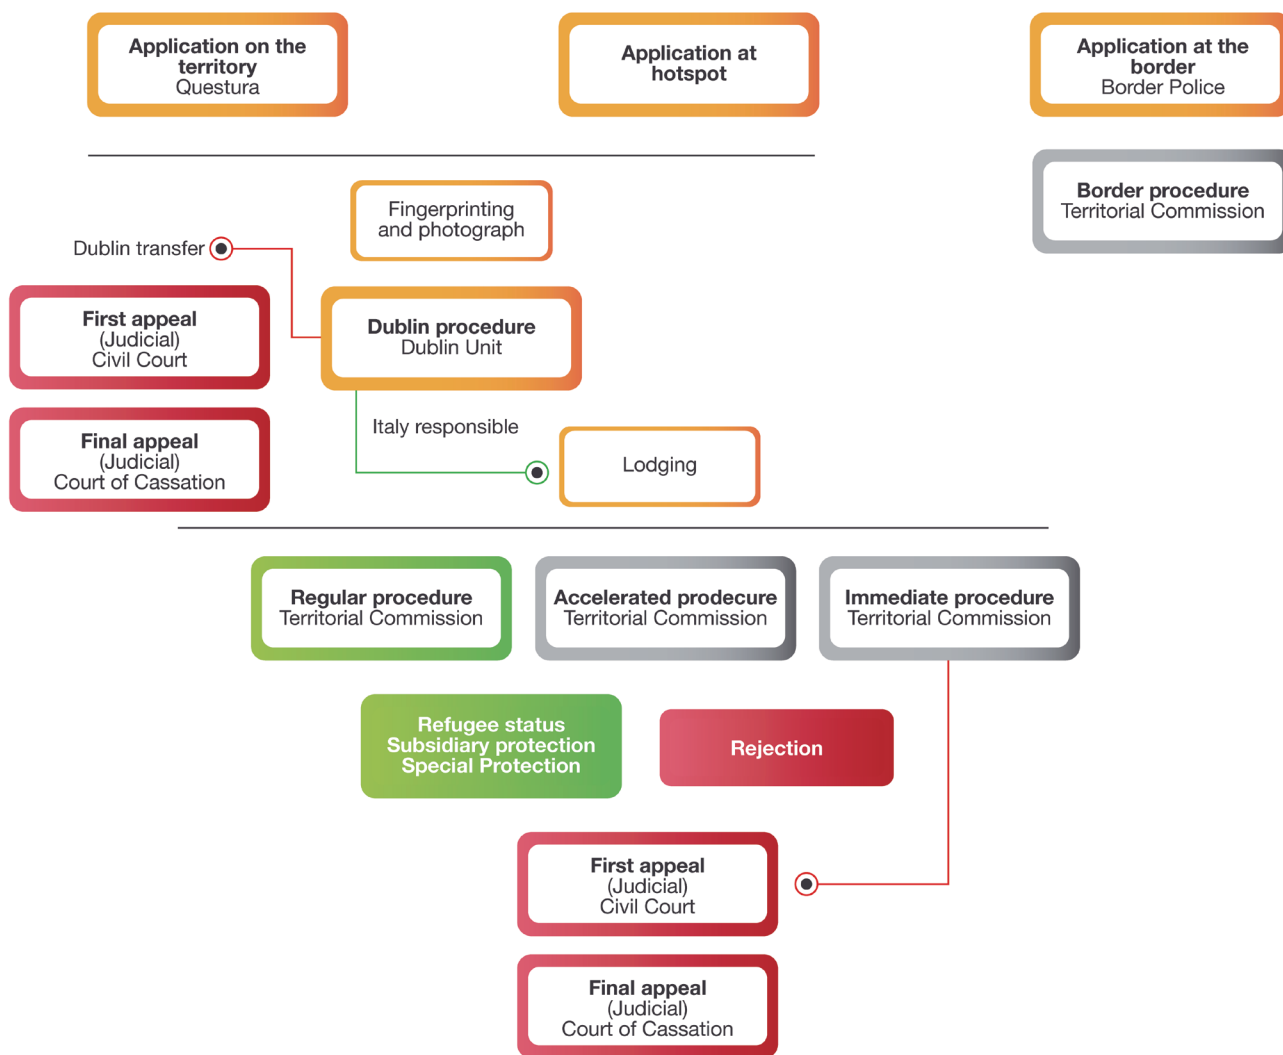 Application on the
territory
Questura
Application at
hotspot
Application at the
border
Border Police
Border procedure
Territorial Commission
Fingerprinting
and photograph
Dublin transfer
First appeal
(Judicial)
Civil Court
Dublin procedure
Dublin Unit
Final appeal
(Judicial)
Court of Cassation
Italy responsible
Lodging
Regular procedure
Territorial Commission
Accelerated prodecure
Territorial Commission
Immediate procedure
Territorial Commission
Refugee status
Subsidiary protection
Special Protection
Rejection
First appeal
(Judicial)
Civil Court
Final appeal
(Judicial)
Court of Cassation